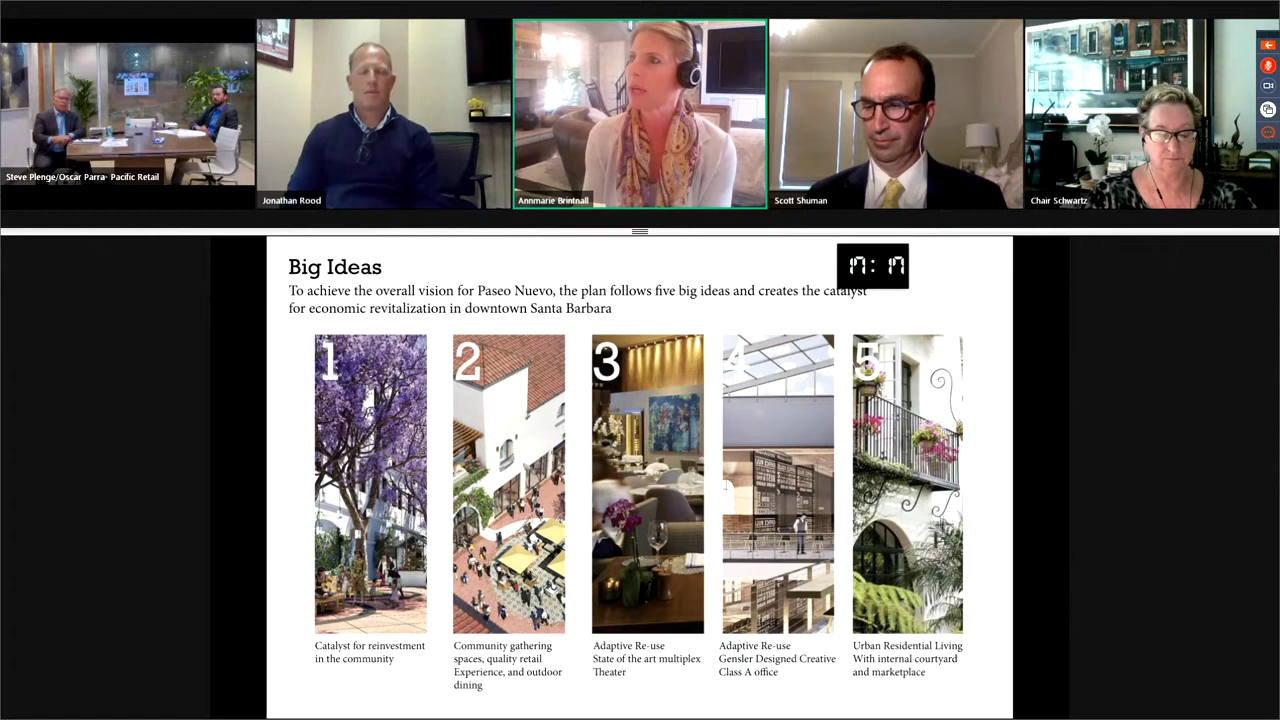 Steve Plenge/Oscar Parra- Pacific Retail
Jonathan Rood
Annmarie Brintnall
Scott Shuman
Chair Schwartz
Big Ideas
17:17
To achieve the overall vision for Paseo Nuevo, the plan follows five big ideas and creates the catalyst
for economic revitalization in downtown Santa Barbara
1
2
3
4
5
Catalyst for reinvestment
in the community
Community gathering
spaces, quality retail
Experience, and outdoor
dining
Adaptive Re-use
State of the art multiplex
Theater
Adaptive Re-use
Gensler Designed Creative
Class A office
Urban Residential Living
With internal courtyard
and marketplace